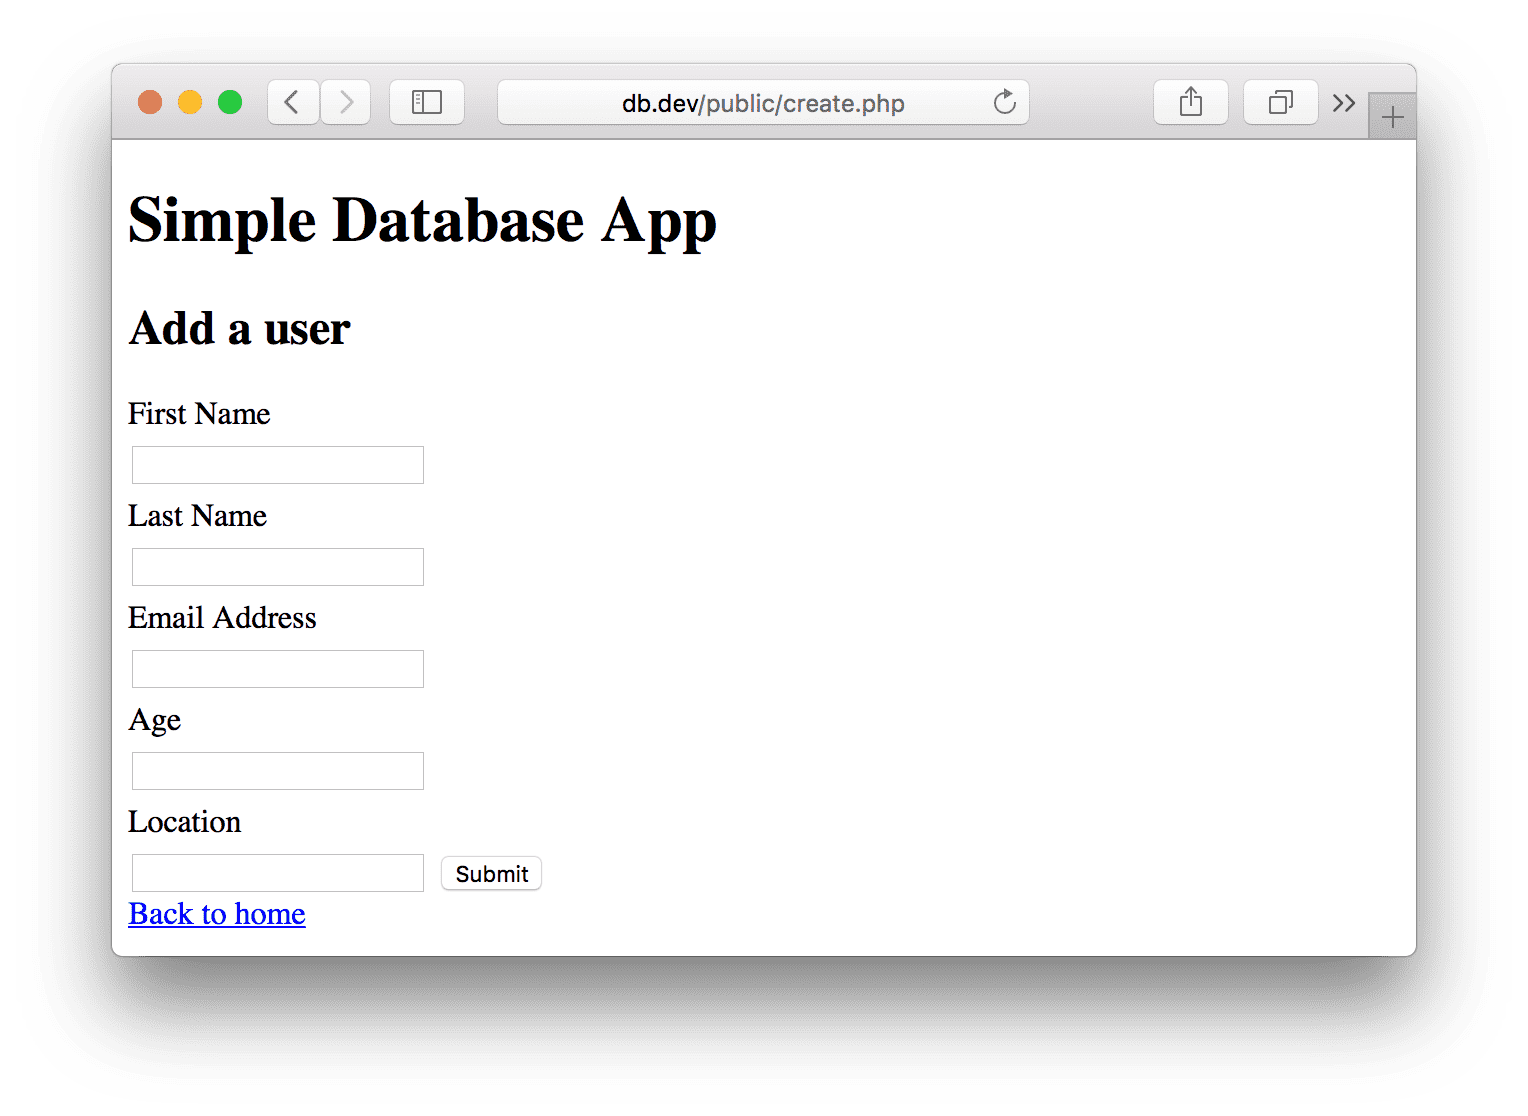 db.dev/public/create.php
Simple Database App
Add a user
First Name
Last Name
Email Address
Age
Location
Submit
Back to home